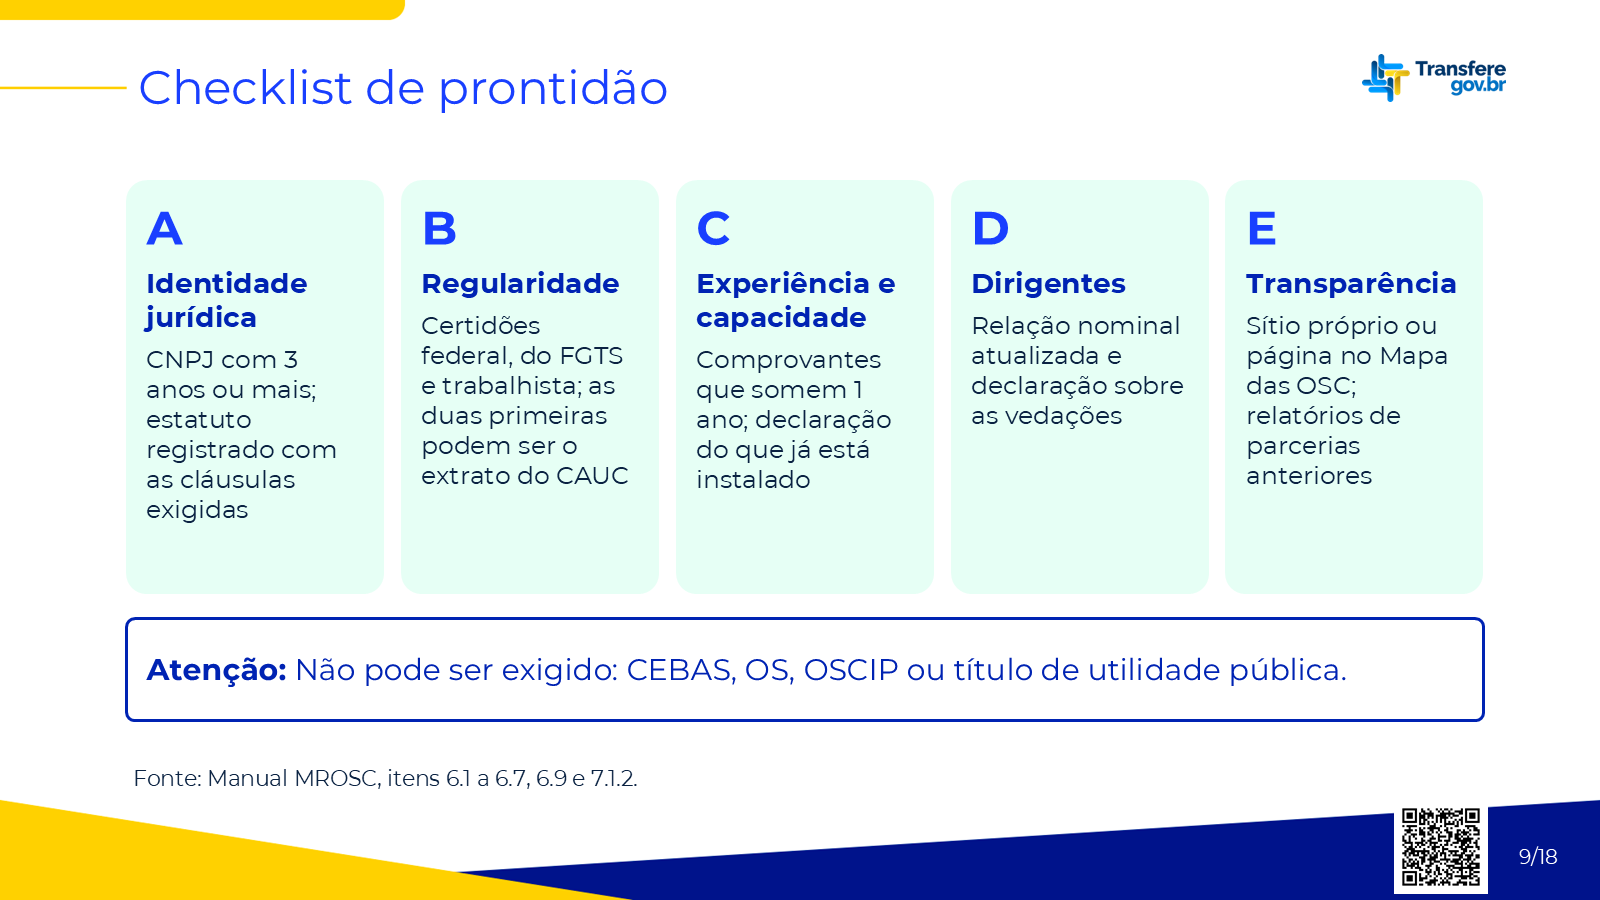 Checklist de prontidão
Transfere
gov.br
A
Identidade
jurídica
CNPJ com 3
anos ou mais;
estatuto
registrado com
as cláusulas
exigidas
B
Regularidade
Certidões
federal, do FGTS
e trabalhista; as
duas primeiras
podem ser o
extrato do CAUC
C
Experiência e
capacidade
Comprovantes
que somem 1
ano; declaração
do que já está
instalado
D
Dirigentes
Relação nominal
atualizada e
declaração sobre
as vedações
E
Transparência
Sítio próprio ou
página no Mapa
das OSC;
relatórios de
parcerias
anteriores
Atenção: Não pode ser exigido: CEBAS, OS, OSCIP ou título de utilidade pública.
Fonte: Manual MROSC, itens 6.1 a 6.7, 6.9 e 7.1.2.
9/18